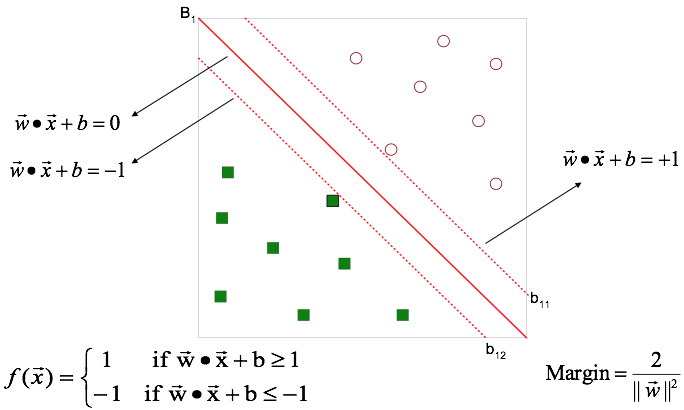 B₁
w⃗ • x⃗ + b = 0
w⃗ • x⃗ + b = −1
w⃗ • x⃗ + b = +1
b₁₁
b₁₂
f(x⃗) = { 1 if w⃗ • x⃗ + b ≥ 1
−1 if w⃗ • x⃗ + b ≤ −1
Margin = 2 / ||w⃗||²